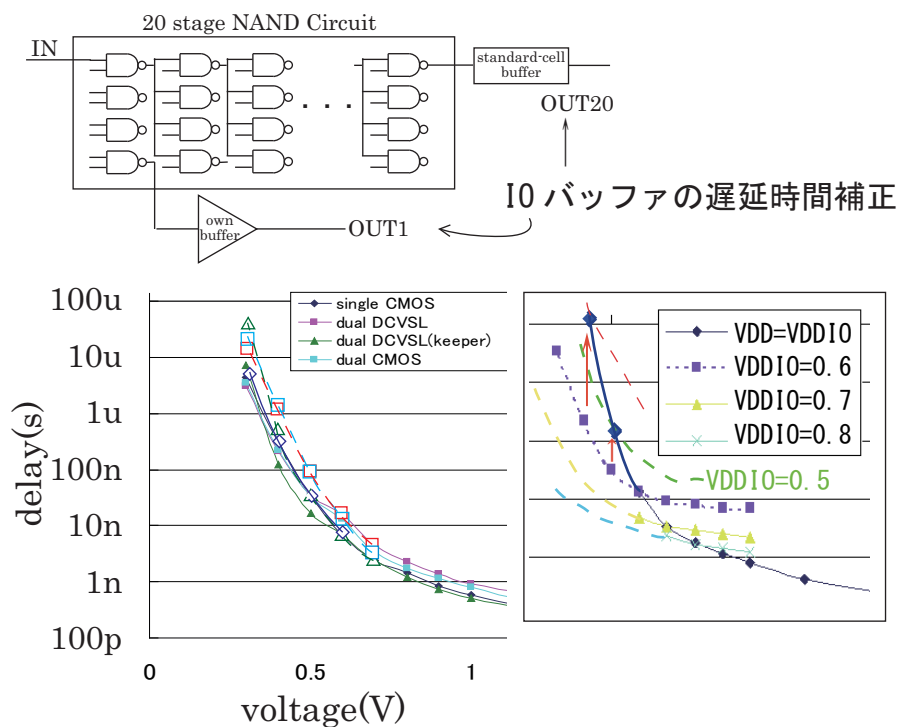 20 stage NAND Circuit
IN
standard-cell
buffer
OUT20
. . .
IO バッファの遅延時間補正
own
buffer
OUT1
100u
10u
1u
100n
10n
1n
100p
delay(s)
0
0.5
1
voltage(V)
single CMOS
dual DCVSL
dual DCVSL(keeper)
dual CMOS
VDD=VDDIO
VDDIO=0.6
VDDIO=0.7
VDDIO=0.8
VDDIO=0.5